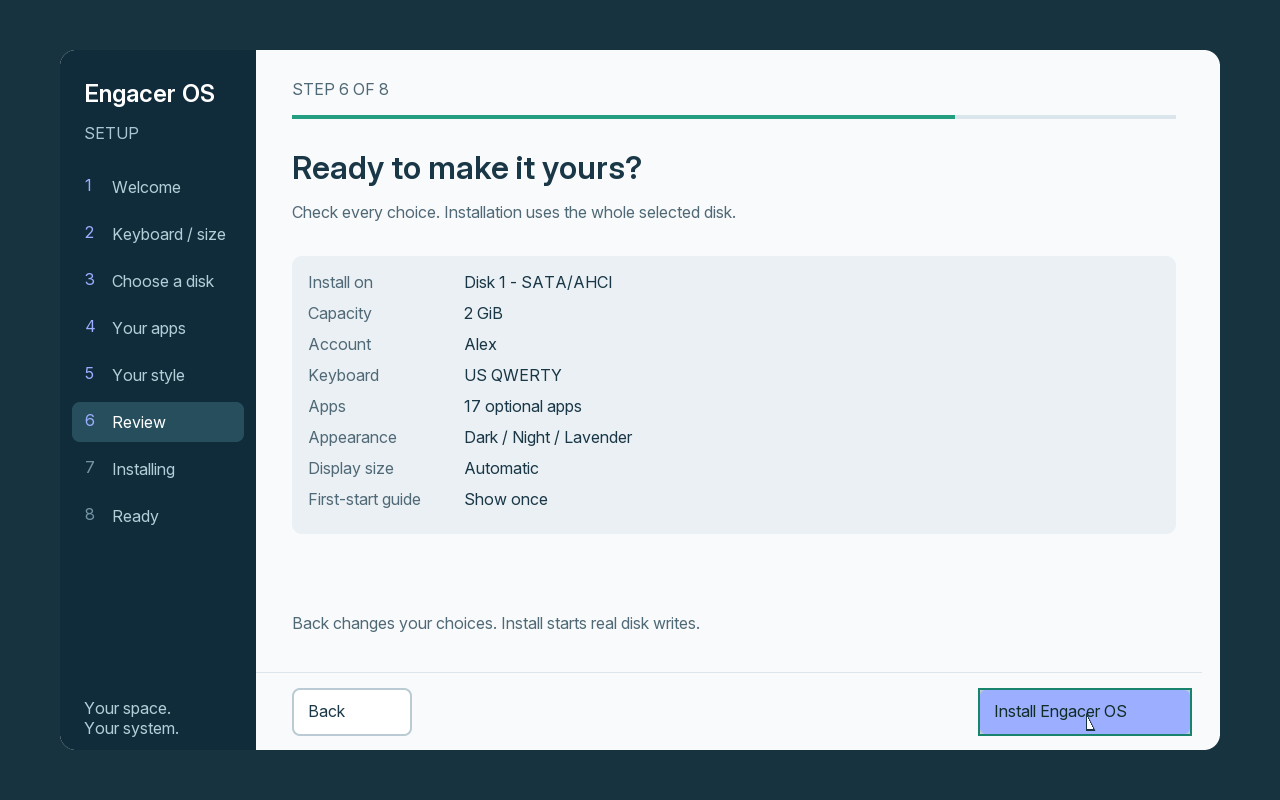 Engacer OS
SETUP
1 Welcome
2 Keyboard / size
3 Choose a disk
4 Your apps
5 Your style
6 Review
7 Installing
8 Ready
Your space.
Your system.
STEP 6 OF 8
Ready to make it yours?
Check every choice. Installation uses the whole selected disk.
Install on Disk 1 - SATA/AHCI
Capacity 2 GiB
Account Alex
Keyboard US QWERTY
Apps 17 optional apps
Appearance Dark / Night / Lavender
Display size Automatic
First-start guide Show once
Back changes your choices. Install starts real disk writes.
Back
Install Engacer OS